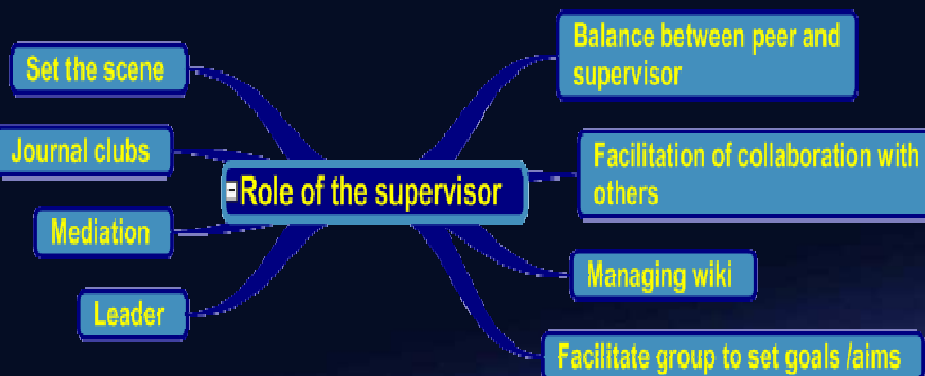 Set the scene
Journal clubs
Mediation
Leader
Role of the supervisor
Balance between peer and
supervisor
Facilitation of collaboration with
others
Managing wiki
Facilitate group to set goals /aims